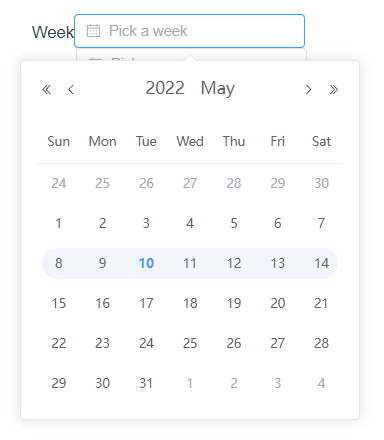 Week Pick a week
« ‹ 2022 May › »
Sun Mon Tue Wed Thu Fri Sat
24 25 26 27 28 29 30
1 2 3 4 5 6 7
8 9 10 11 12 13 14
15 16 17 18 19 20 21
22 23 24 25 26 27 28
29 30 31 1 2 3 4